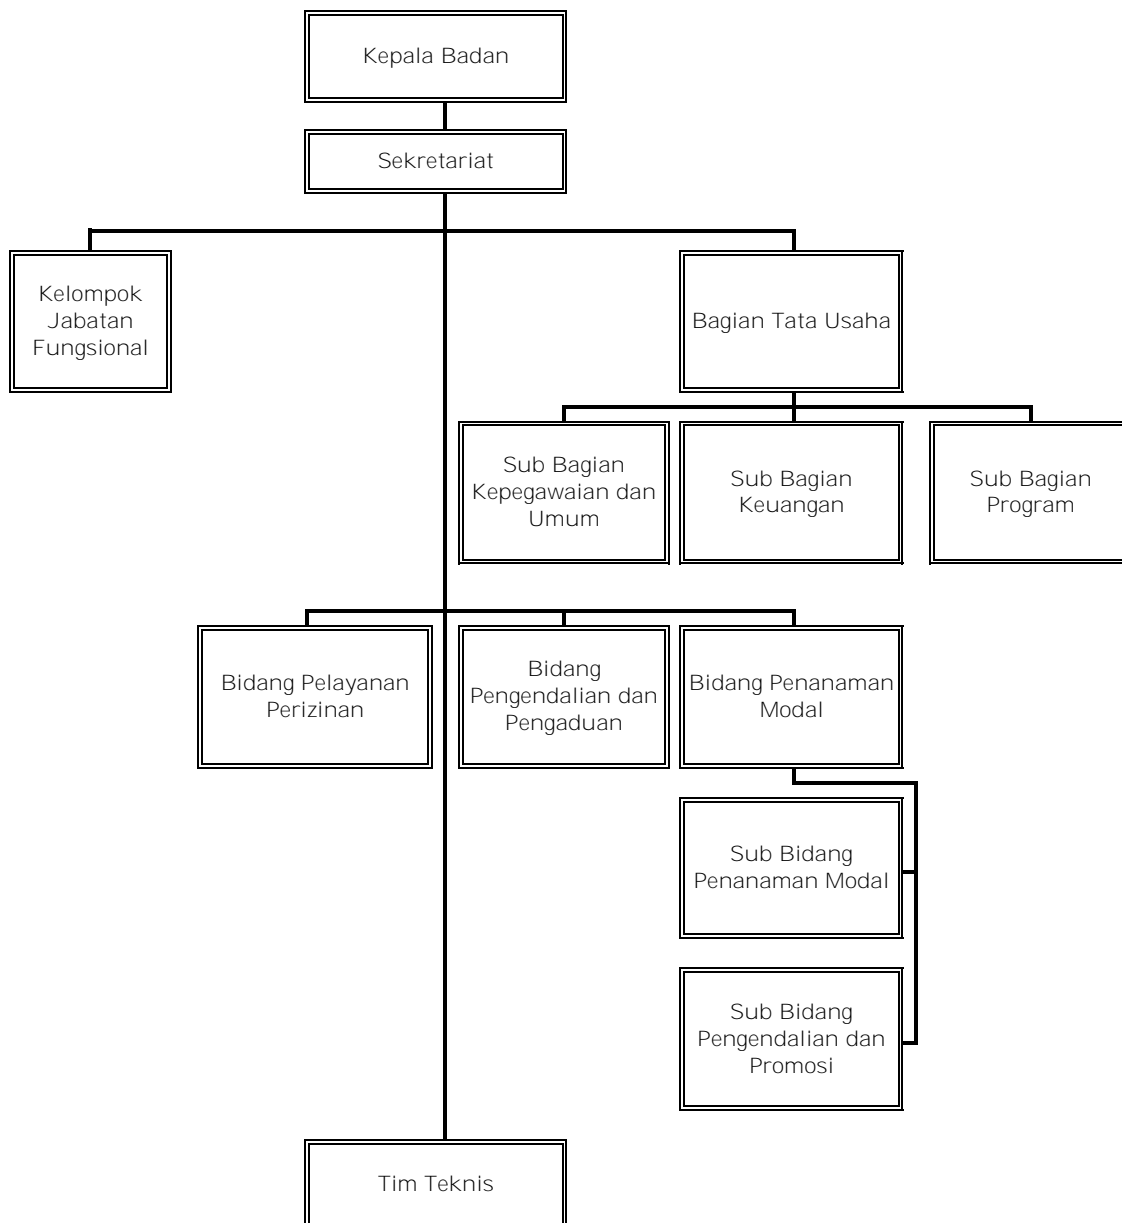 Kepala Badan
Sekretariat
Kelompok
Jabatan
Fungsional
Bagian Tata Usaha
Sub Bagian
Kepegawaian dan
Umum
Sub Bagian
Keuangan
Sub Bagian
Program
Bidang Pelayanan
Perizinan
Bidang
Pengendalian dan
Pengaduan
Bidang Penanaman
Modal
Sub Bidang
Penanaman Modal
Sub Bidang
Pengendalian dan
Promosi
Tim Teknis